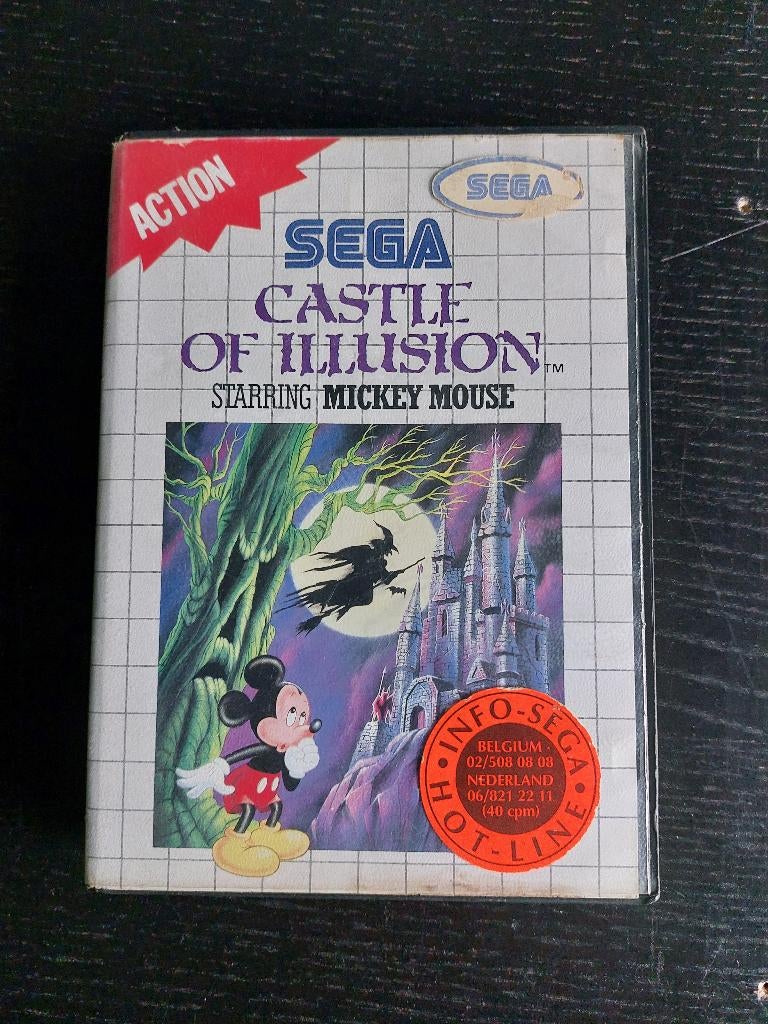 ACTION
SEGA
SEGA
CASTLE
OF ILLUSION™
STARRING MICKEY MOUSE
INFO-SEGA
BELGIUM
02/508 08 08
NEDERLAND
06/821 22 11
(40 cpm)
HOT-LINE